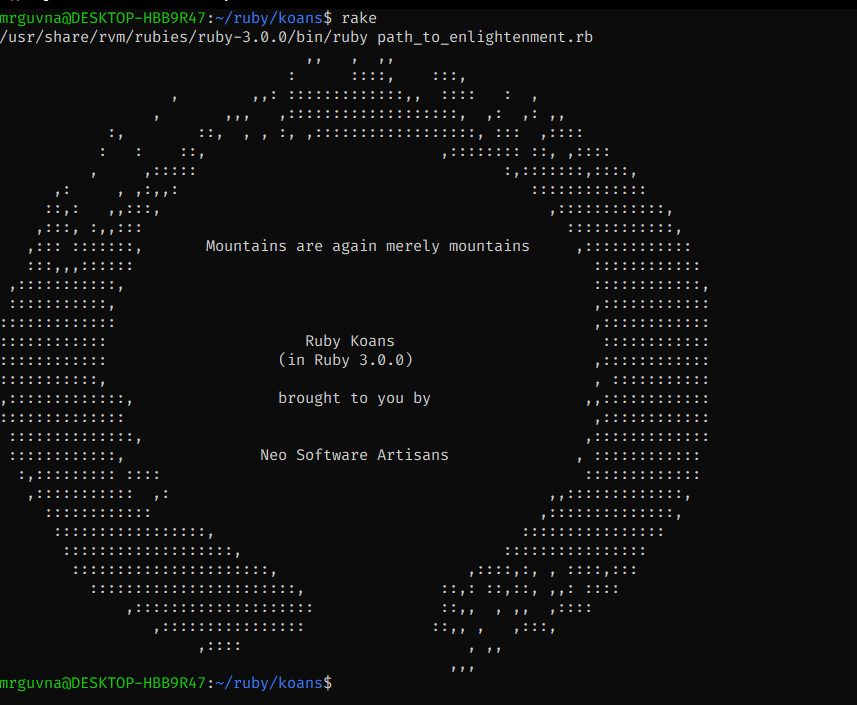 mrguvna@DESKTOP-HBB9R47:~/ruby/koans$ rake
/usr/share/rvm/rubies/ruby-3.0.0/bin/ruby path_to_enlightenment.rb
Mountains are again merely mountains
Ruby Koans
(in Ruby 3.0.0)
brought to you by
Neo Software Artisans
mrguvna@DESKTOP-HBB9R47:~/ruby/koans$